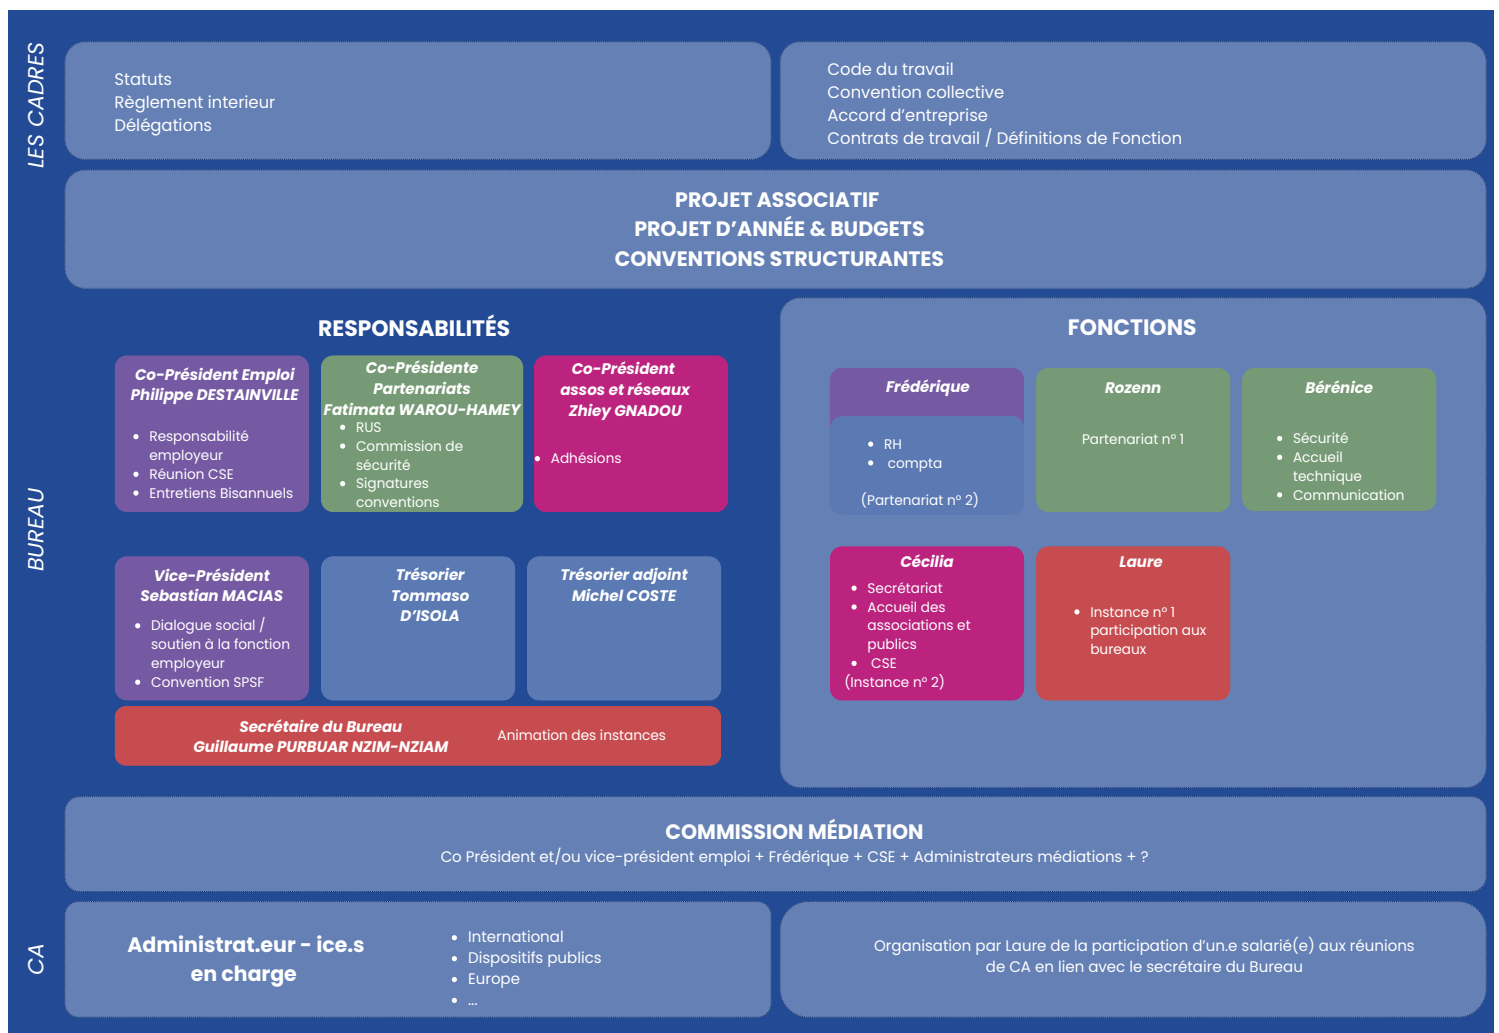 LES CADRES
Statuts
Règlement interieur
Délégations
Code du travail
Convention collective
Accord d'entreprise
Contrats de travail / Définitions de Fonction
PROJET ASSOCIATIF
PROJET D'ANNÉE & BUDGETS
CONVENTIONS STRUCTURANTES
BUREAU
RESPONSABILITÉS
Co-Président Emploi
Philippe DESTAINVILLE
• Responsabilité
employeur
• Réunion CSE
• Entretiens Bisannuels
Co-Présidente
Partenariats
Fatimata WAROU-HAMEY
• RUS
• Commission de
sécurité
• Signatures
conventions
Co-Président
assos et réseaux
Zhiey GNADOU
• Adhésions
Vice-Président
Sebastian MACIAS
• Dialogue social /
soutien à la fonction
employeur
• Convention SPSF
Trésorier
Tommaso
D'ISOLA
Trésorier adjoint
Michel COSTE
Secrétaire du Bureau
Guillaume PURBUAR NZIM-NZIAM
Animation des instances
FONCTIONS
Frédérique
• RH
• compta
(Partenariat n° 2)
Rozenn
Partenariat n° 1
Bérénice
• Sécurité
• Accueil
technique
• Communication
Cécilia
• Secrétariat
• Accueil des
associations et
publics
• CSE
(Instance n° 2)
Laure
• Instance n° 1
participation aux
bureaux
COMMISSION MÉDIATION
Co Président et/ou vice-président emploi + Frédérique + CSE + Administrateurs médiations + ?
CA
Administrat.eur - ice.s
en charge
• International
• Dispositifs publics
• Europe
• ...
Organisation par Laure de la participation d'un.e salarié(e) aux réunions
de CA en lien avec le secrétaire du Bureau